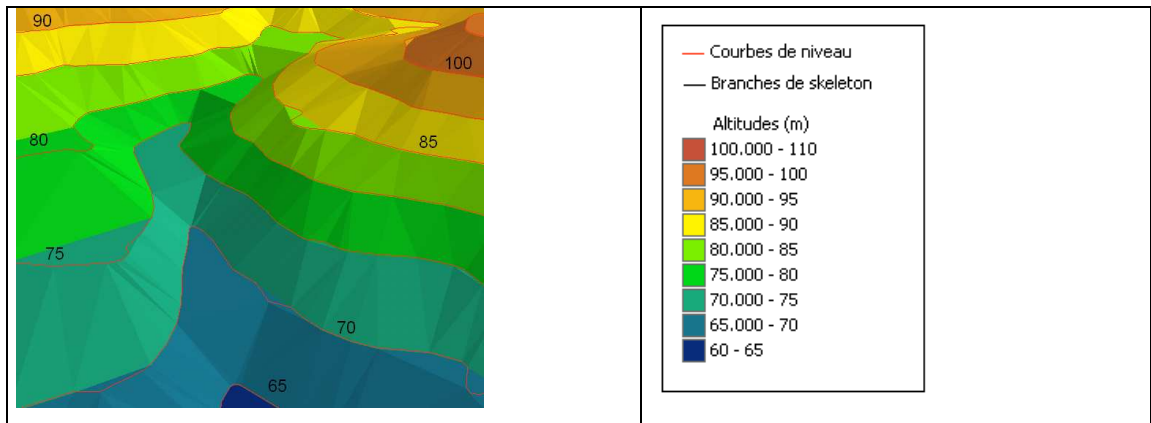 90
100
80
85
75
70
65
Courbes de niveau
Branches de skeleton
Altitudes (m)
100.000 - 110
95.000 - 100
90.000 - 95
85.000 - 90
80.000 - 85
75.000 - 80
70.000 - 75
65.000 - 70
60 - 65